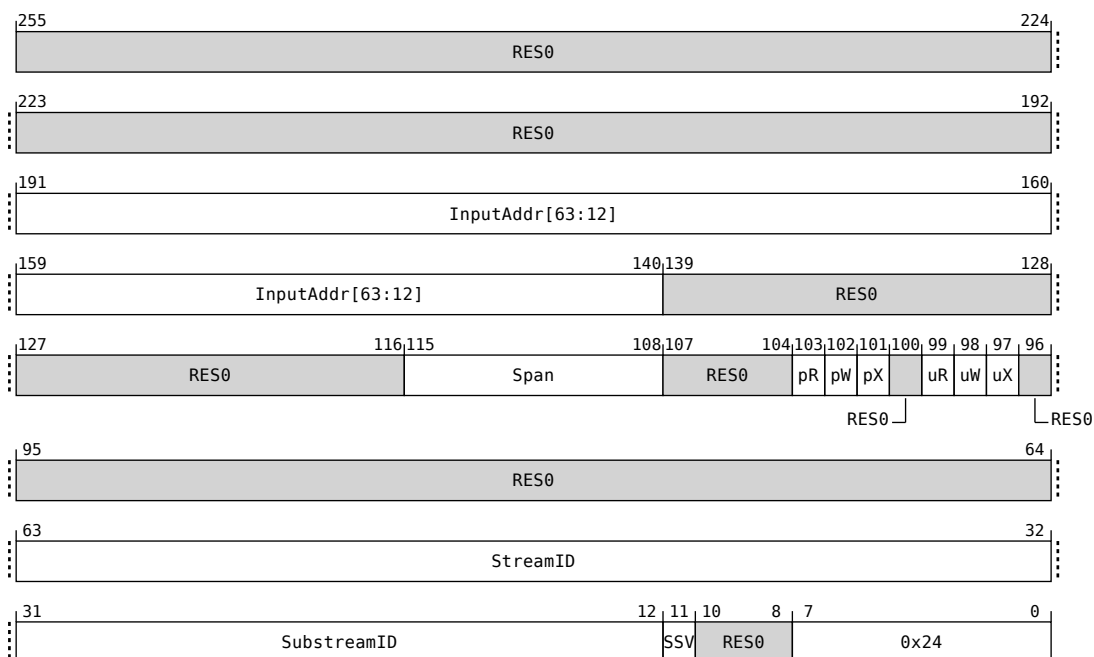 255 224
RES0
223 192
RES0
191 160
InputAddr[63:12]
159 140 139 128
InputAddr[63:12] RES0
127 116 115 108 107 104 103 102 101 100 99 98 97 96
RES0 Span RES0 pR pW pX uR uW uX
RES0 RES0
95 64
RES0
63 32
StreamID
31 12 11 10 8 7 0
SubstreamID SSV RES0 0x24